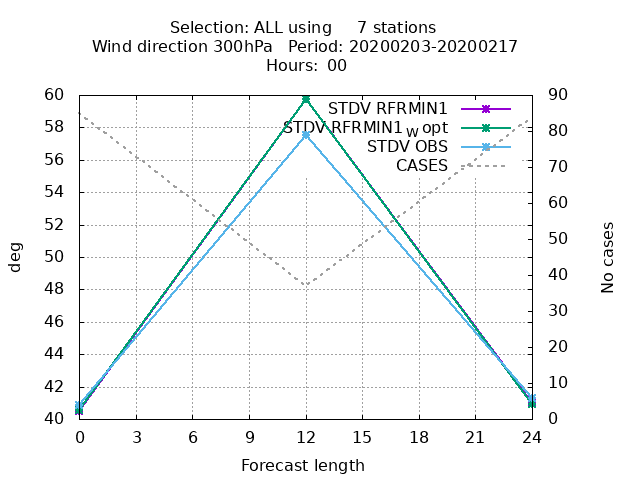 Selection: ALL using     7 stations
Wind direction 300hPa   Period: 20200203-20200217
Hours: 00
60
58
56
54
52
50
48
46
44
42
40
90
80
70
60
50
40
30
20
10
0
STDV RFRMIN1
STDV RFRMIN1w opt
STDV OBS
CASES
deg
No cases
0 3 6 9 12 15 18 21 24
Forecast length